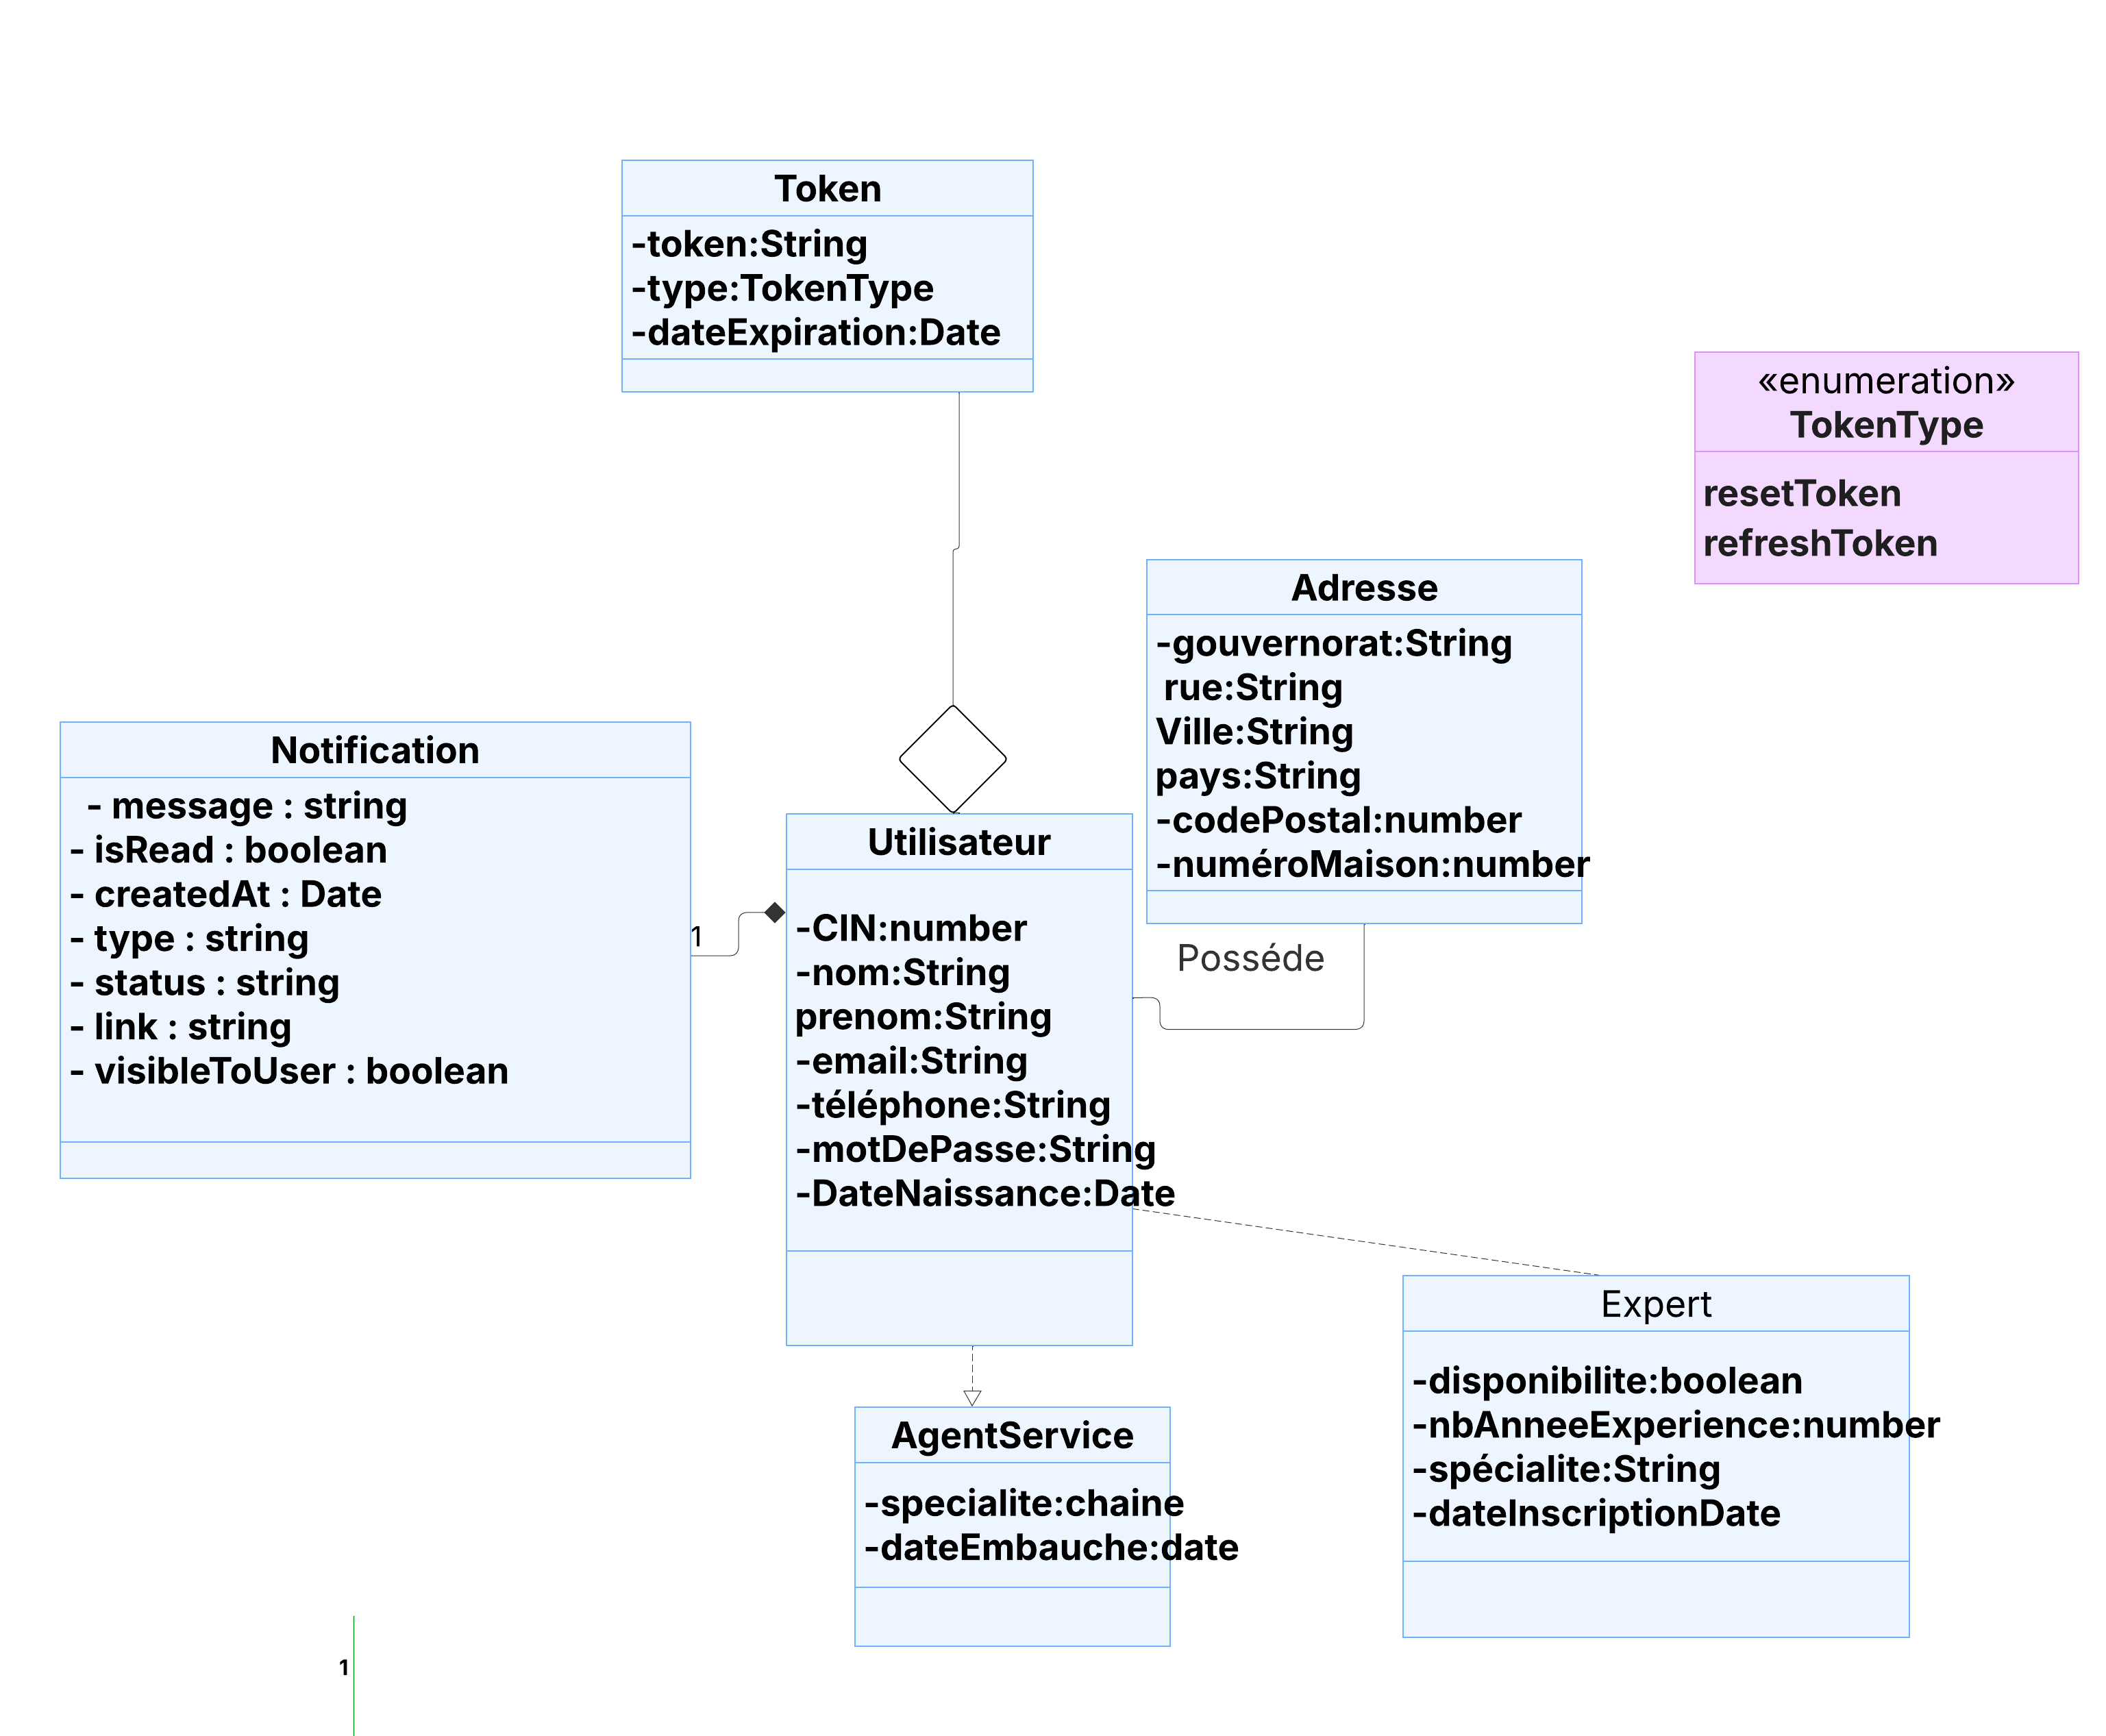 Token
-token:String
-type:TokenType
-dateExpiration:Date
«enumeration»
TokenType
resetToken
refreshToken
Adresse
-gouvernorat:String
rue:String
Ville:String
pays:String
-codePostal:number
-numéroMaison:number
Notification
- message : string
- isRead : boolean
- createdAt : Date
- type : string
- status : string
- link : string
- visibleToUser : boolean
1
Utilisateur
-CIN:number
-nom:String
prenom:String
-email:String
-téléphone:String
-motDePasse:String
-DateNaissance:Date
Posséde
Expert
-disponibilite:boolean
-nbAnneeExperience:number
-spécialite:String
-dateInscriptionDate
AgentService
-specialite:chaine
-dateEmbauche:date
1